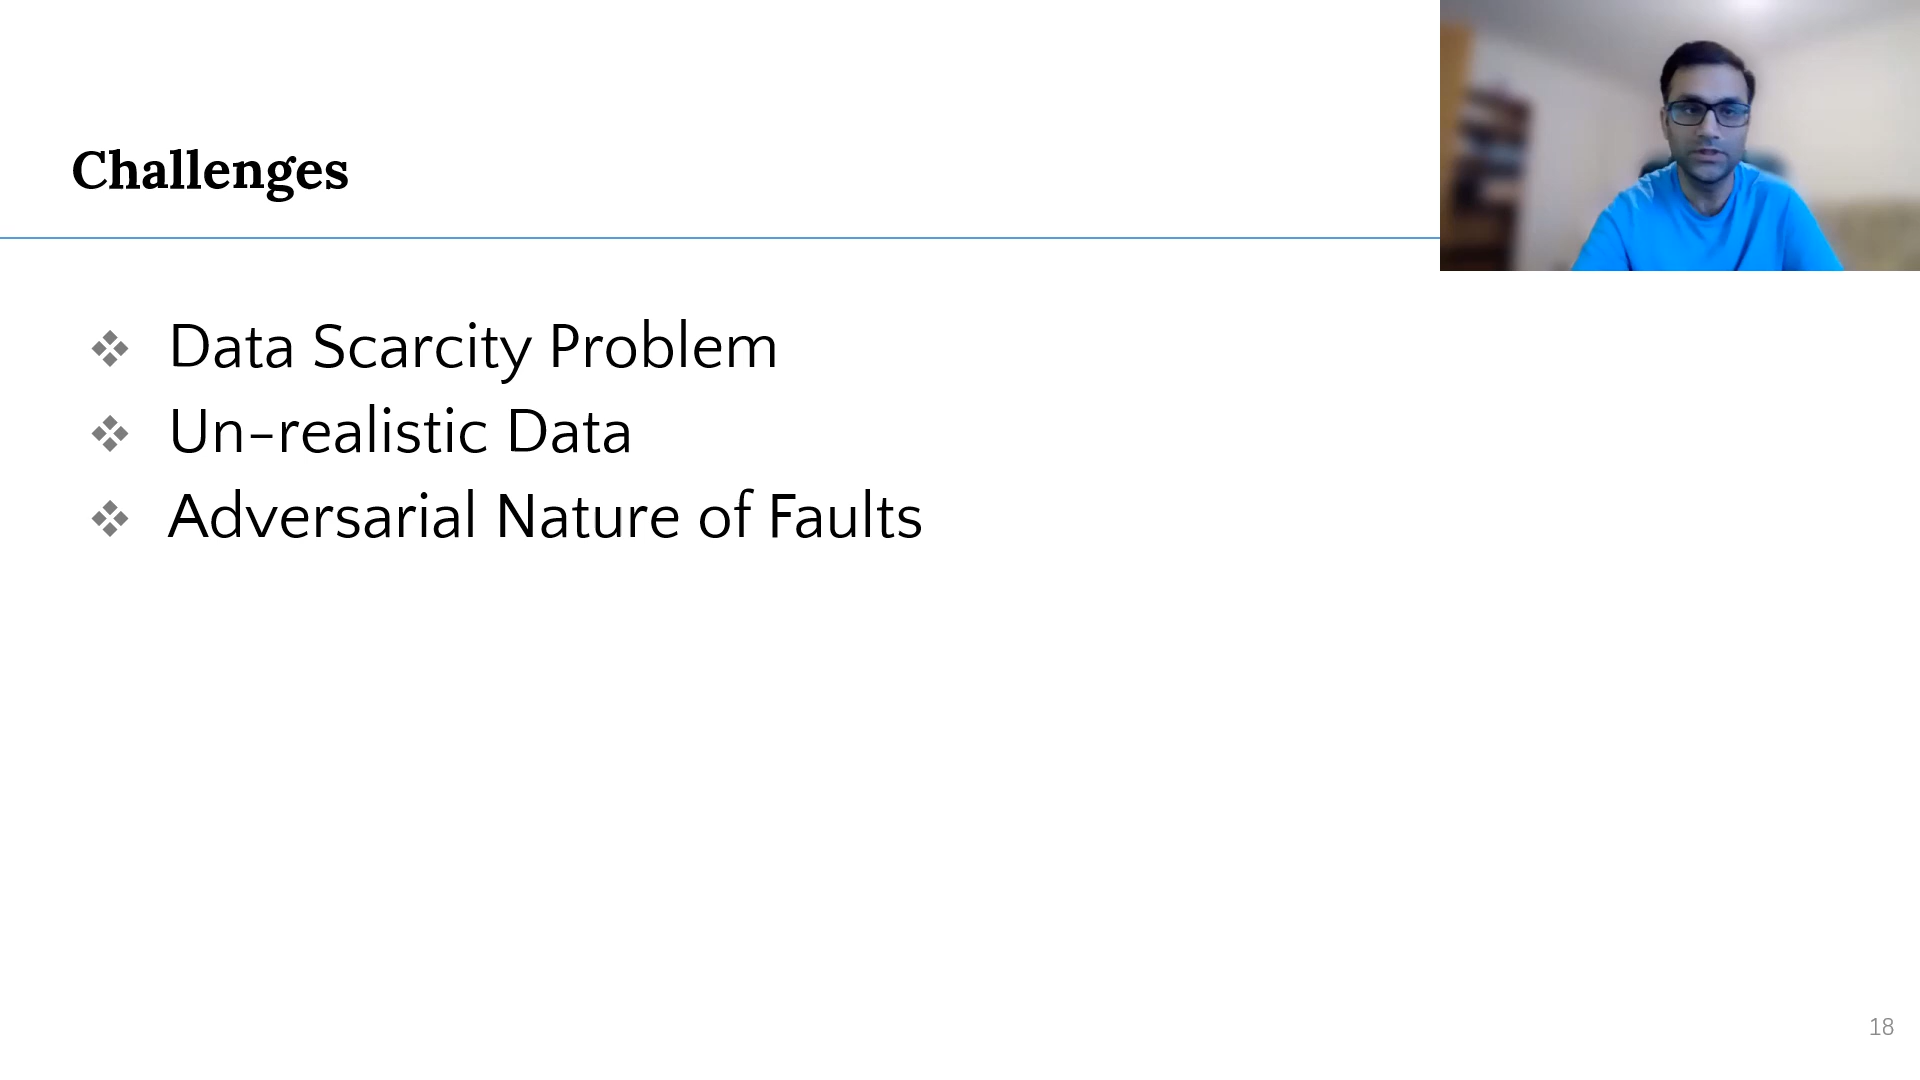 Challenges
Data Scarcity Problem
Un-realistic Data
Adversarial Nature of Faults
18